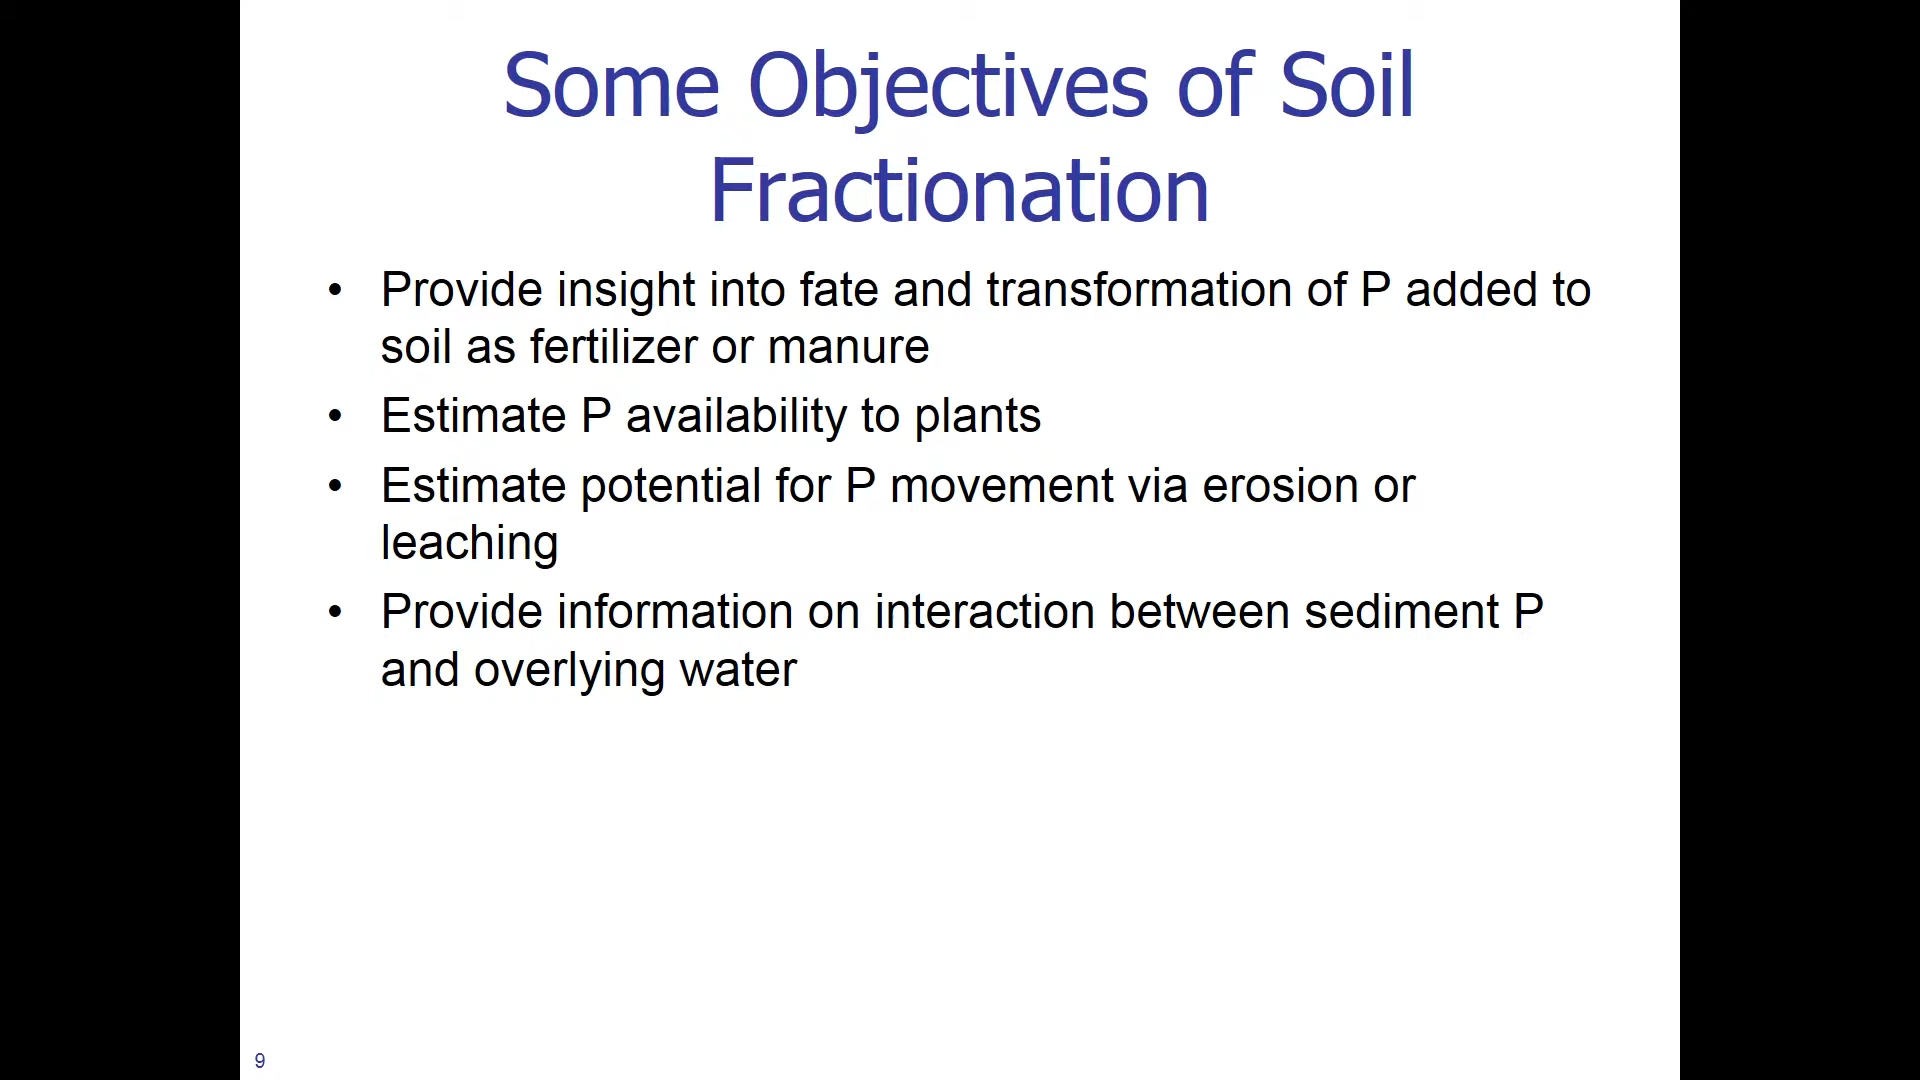 Some Objectives of Soil
Fractionation
• Provide insight into fate and transformation of P added to
soil as fertilizer or manure
• Estimate P availability to plants
• Estimate potential for P movement via erosion or
leaching
• Provide information on interaction between sediment P
and overlying water
9